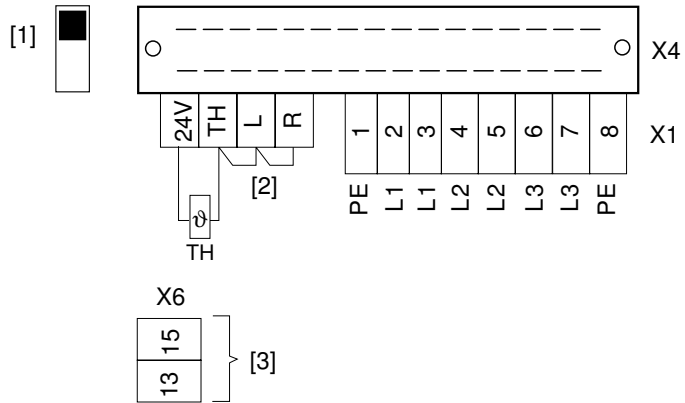 [1]
X4
24V TH L R 1 2 3 4 5 6 7 8 X1
[2]
PE L1 L1 L2 L2 L3 L3 PE
ϑ
TH
X6
15
[3]
13